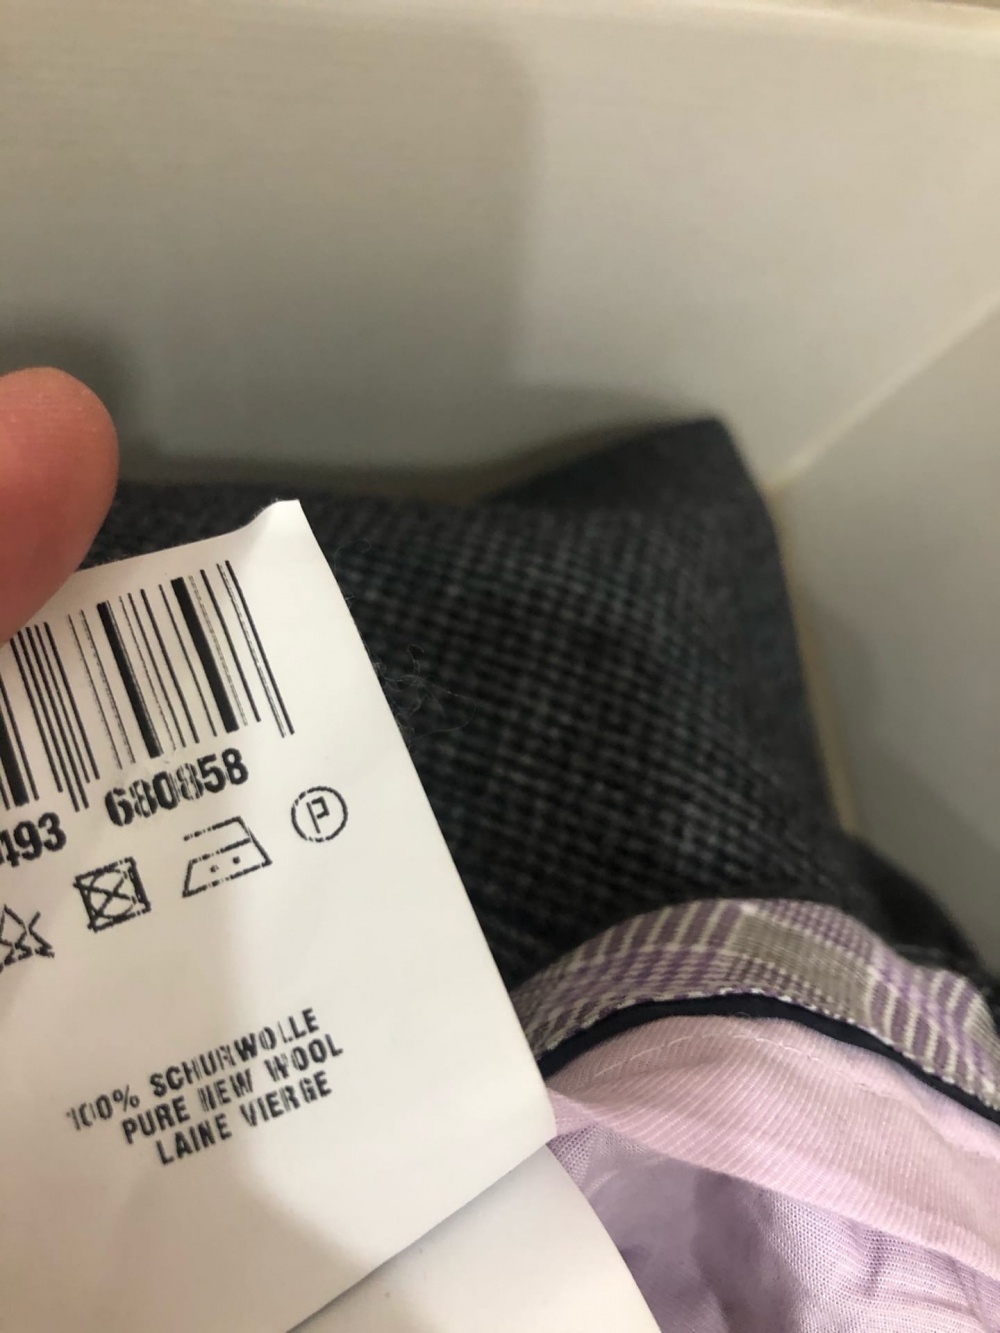 493 680858
P
100% SCHURWOLLE
PURE NEW WOOL
LAINE VIERGE